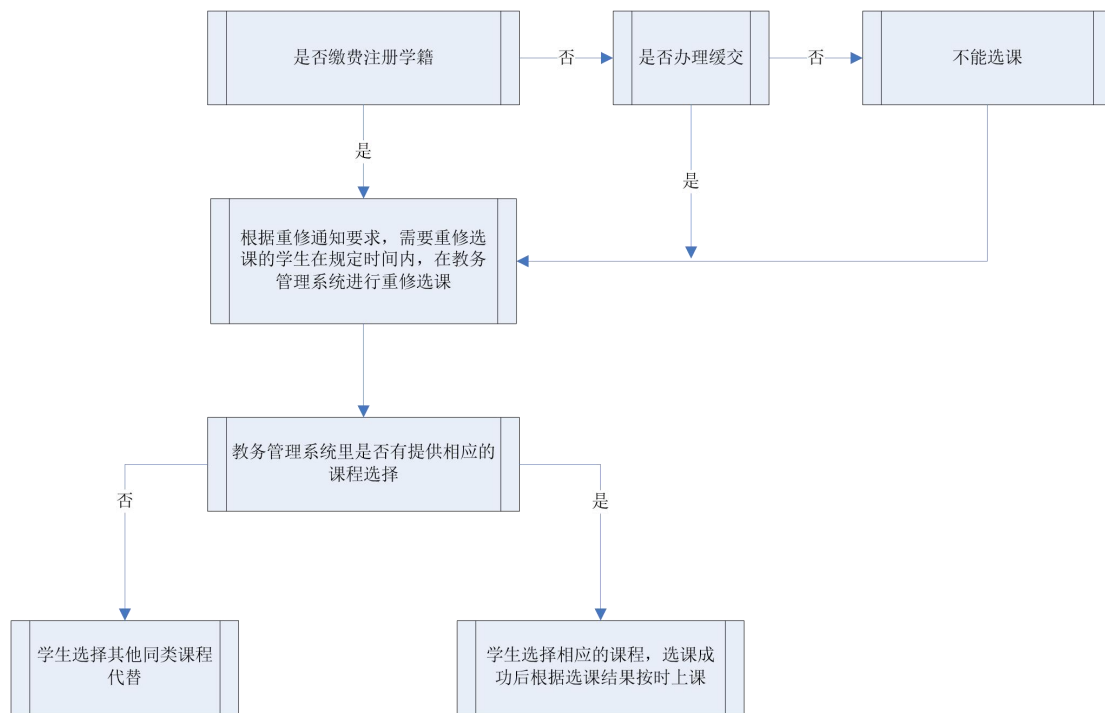 是否缴费注册学籍
否
是否办理缓交
否
不能选课
是
是
根据重修通知要求，需要重修选
课的学生在规定时间内，在教务
管理系统进行重修选课
教务管理系统里是否有提供相应的
课程选择
否
是
学生选择其他同类课程
代替
学生选择相应的课程，选课成
功后根据选课结果按时上课